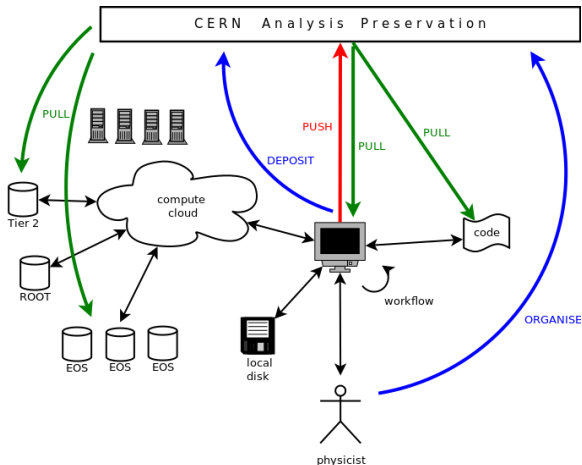 CERN Analysis Preservation
PULL
PUSH
PULL
PULL
DEPOSIT
compute
cloud
Tier 2
code
ROOT
workflow
ORGANISE
EOS
EOS
EOS
local
disk
physicist